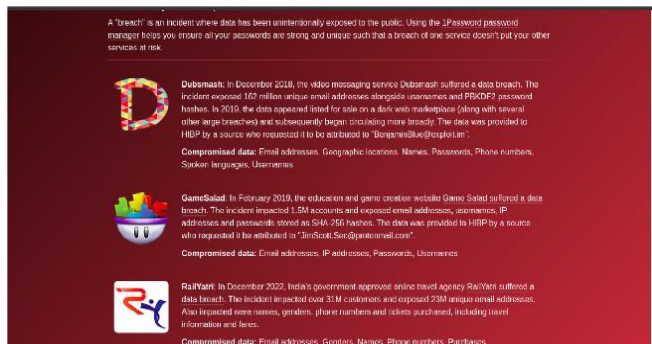 A "breach" is an incident where data has been unintentionally exposed to the public. Using the 1Password password
manager helps you ensure all your passwords are strong and unique such that a breach of one service doesn't put your other
services at risk.
Dubsmash: In December 2018, the video messaging service Dubsmash suffered a data breach. The
incident exposed 162 million unique email addresses alongside usernames and PBKDF2 password
hashes. In 2019, the data appeared listed for sale on a dark web marketplace (along with several
other large breaches) and subsequently began circulating more broadly. The data was provided to
HIBP by a source who requested it to be attributed to "BenjaminBlue@exploit.im".
Compromised data: Email addresses, Geographic locations, Names, Passwords, Phone numbers,
Spoken languages, Usernames
GameSalad: In February 2019, the education and game creation website Game Salad suffered a data
breach. The incident impacted 1.5M accounts and exposed email addresses, usernames, IP
addresses and passwords stored as SHA-256 hashes. The data was provided to HIBP by a source
who requested it be attributed to "JimScott.Sec@protonmail.com".
Compromised data: Email addresses, IP addresses, Passwords, Usernames
RailYatri: In December 2022, India's government-approved online travel agency RailYatri suffered a
data breach. The incident impacted over 31M customers and exposed 23M unique email addresses.
Also impacted were names, genders, phone numbers and tickets purchased, including travel
information and fares.
Compromised data: Email addresses, Genders, Names, Phone numbers, Purchases